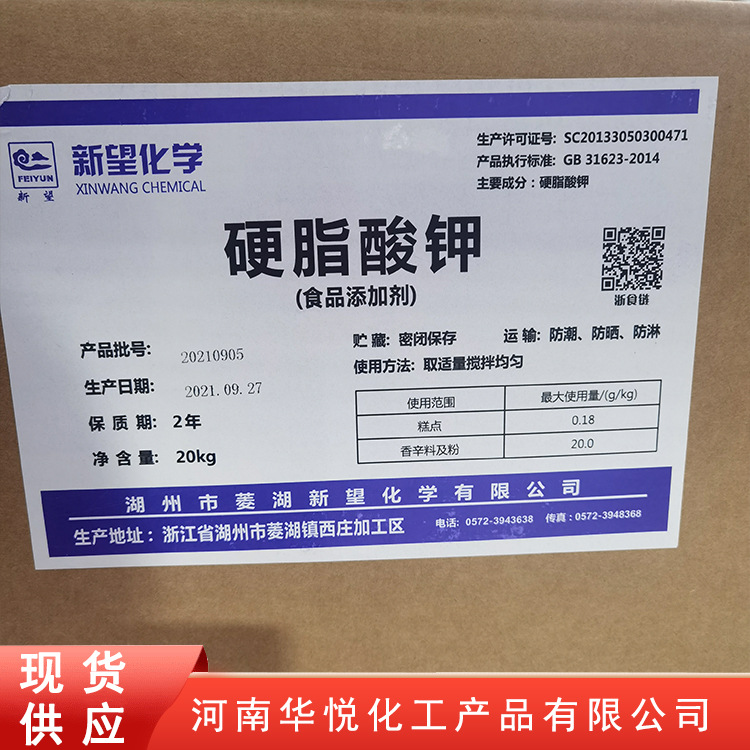 生产许可证号: SC20133050300471
产品执行标准: GB 31623-2014
主要成分: 硬脂酸钾
FEIYUN
新望
新望化学
XINWANG CHEMICAL
硬脂酸钾
(食品添加剂)
浙食链
产品批号: 20210905
生产日期: 2021.09.27
保质期: 2年
净含量: 20kg
贮藏: 密闭保存 运输: 防潮、防晒、防淋
使用方法: 取适量搅拌均匀
使用范围 最大使用量/(g/kg)
糕点 0.18
香辛料及粉 20.0
湖州市菱湖新望化学有限公司
生产地址: 浙江省湖州市菱湖镇西庄加工区 电话: 0572-3943638 传真: 0572-3948368
现货
供应
河南华悦化工产品有限公司